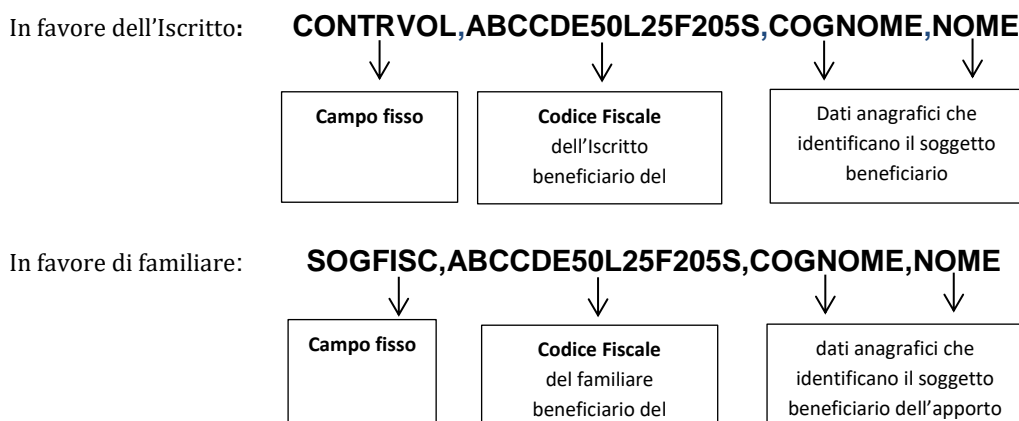 In favore dell'Iscritto: CONTRVOL,ABCCDE50L25F205S,COGNOME,NOME
Campo fisso
Codice Fiscale
dell'Iscritto
beneficiario del
Dati anagrafici che
identificano il soggetto
beneficiario
In favore di familiare: SOGFISC,ABCCDE50L25F205S,COGNOME,NOME
Campo fisso
Codice Fiscale
del familiare
beneficiario del
dati anagrafici che
identificano il soggetto
beneficiario dell'apporto